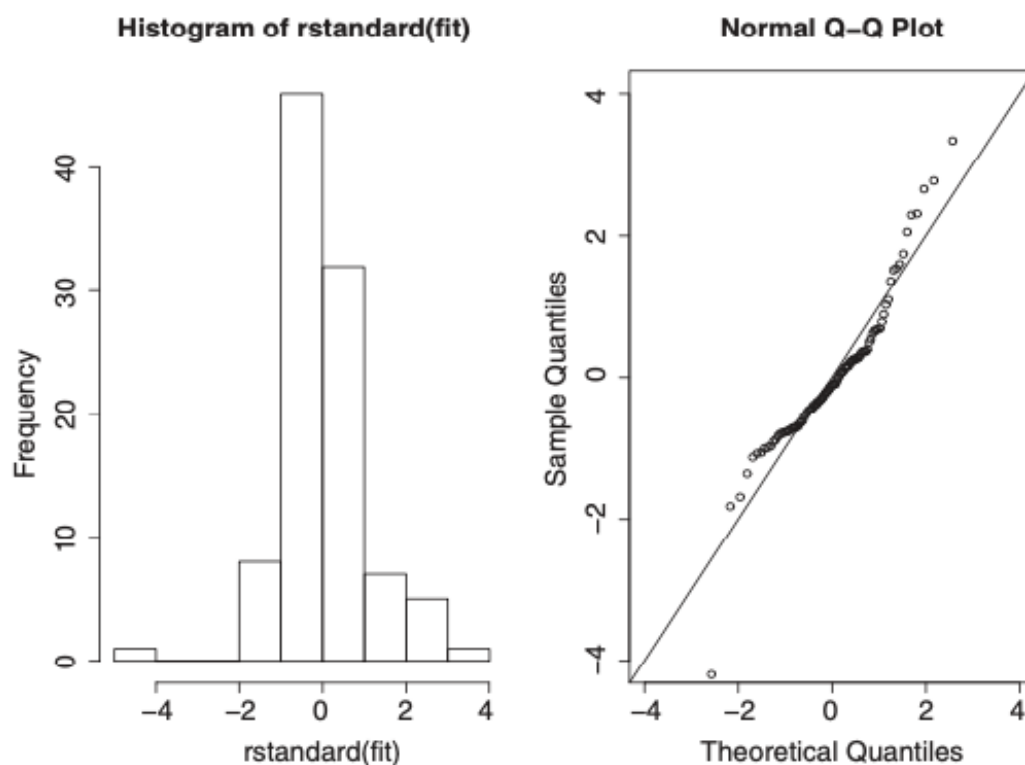 Histogram of rstandard(fit)
Frequency
40
30
20
10
0
−4 −2 0 2 4
rstandard(fit)
Normal Q−Q Plot
Sample Quantiles
4
2
0
−2
−4
−4 −2 0 2 4
Theoretical Quantiles